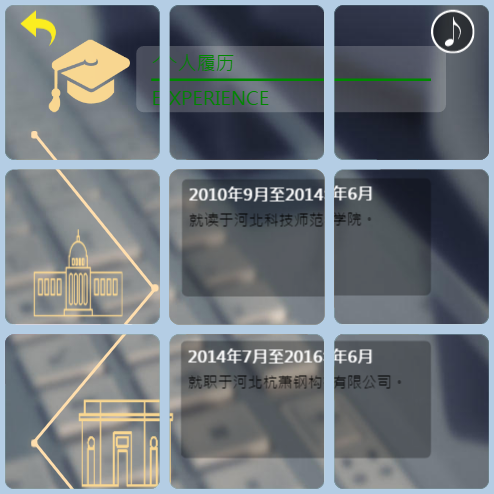 个人履历
EXPERIENCE
2010年9月至2014年6月
就读于河北科技师范学院。
2014年7月至2016年6月
就职于河北杭萧钢构有限公司。